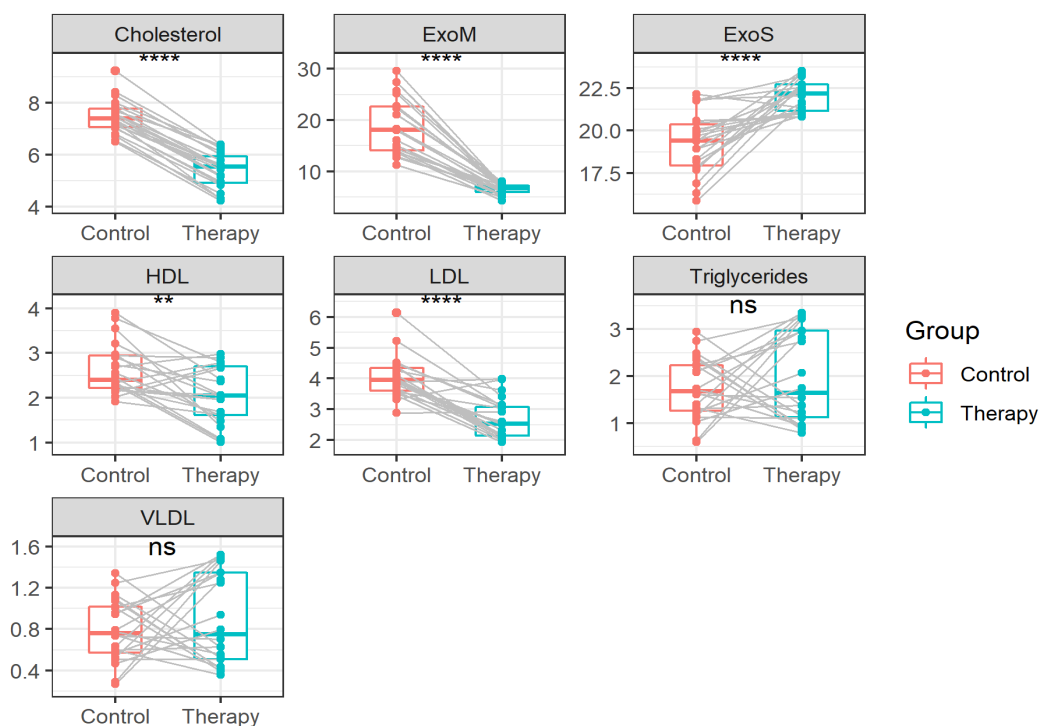 Cholesterol ExoM ExoS
**** **** ****
8
6
4
30
20
10
22.5
20.0
17.5
Control Therapy Control Therapy Control Therapy
HDL LDL Triglycerides
** **** ns
4
3
2
1
6
5
4
3
2
3
2
1
Control Therapy Control Therapy Control Therapy
Group
Control
Therapy
VLDL
ns
1.6
1.2
0.8
0.4
Control Therapy